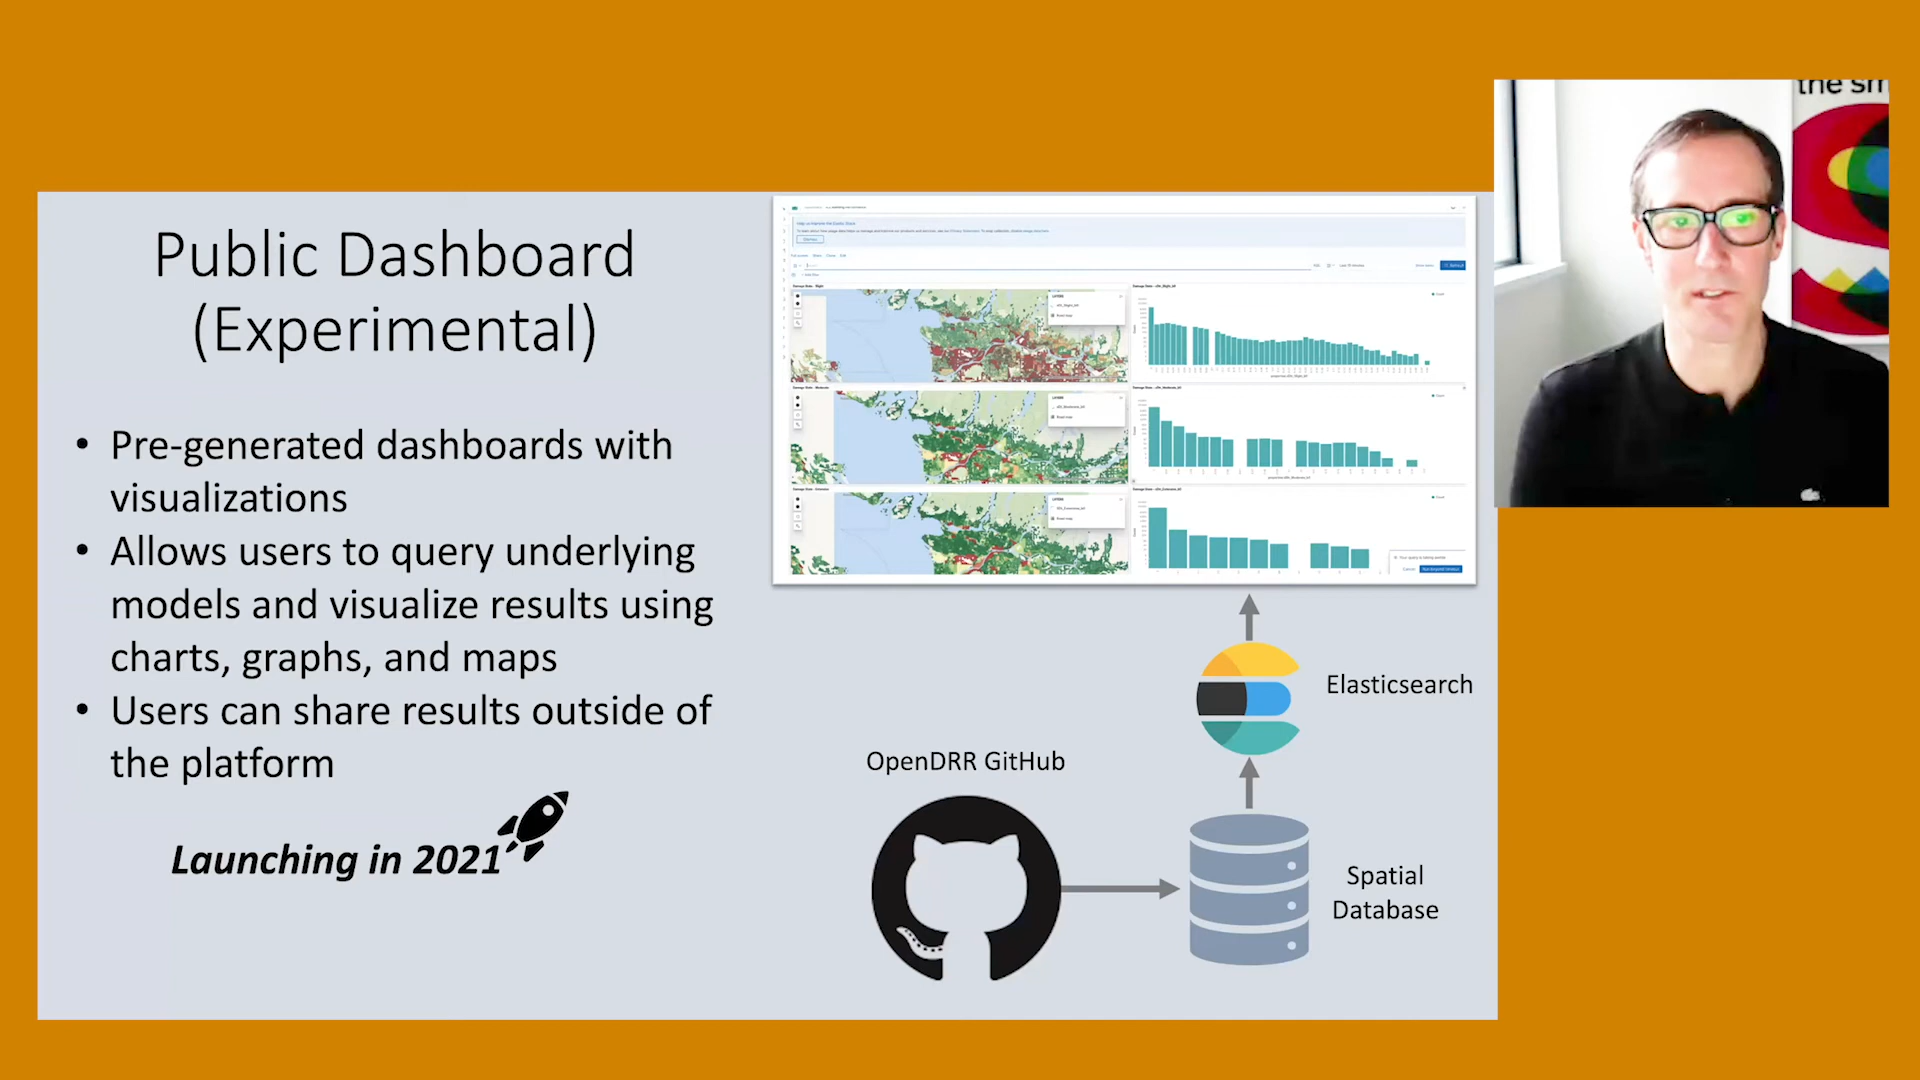 the sm
Public Dashboard
(Experimental)
• Pre-generated dashboards with
visualizations
• Allows users to query underlying
models and visualize results using
charts, graphs, and maps
• Users can share results outside of
the platform
Launching in 2021
Elasticsearch
OpenDRR GitHub
Spatial
Database